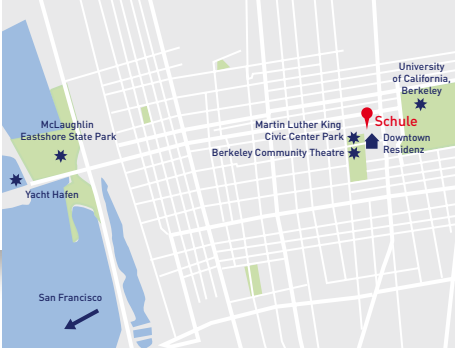 University
of California,
Berkeley
Schule
Martin Luther King
Civic Center Park
Downtown
Residenz
Berkeley Community Theatre
McLaughlin
Eastshore State Park
Yacht Hafen
San Francisco